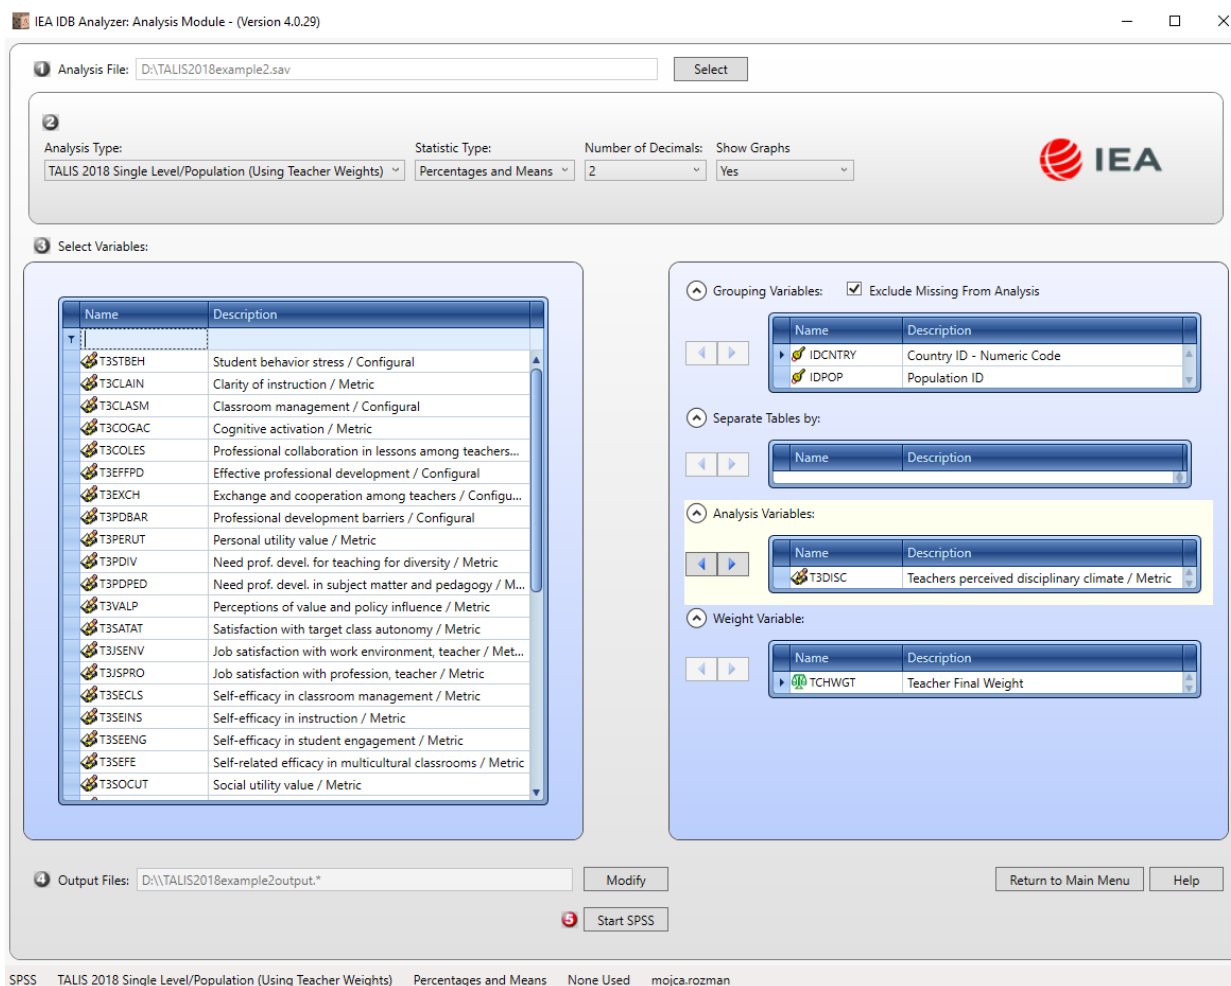 IEA IDB Analyzer: Analysis Module - (Version 4.0.29)
1 Analysis File: D:\TALIS2018example2.sav Select
2
Analysis Type: Statistic Type: Number of Decimals: Show Graphs
TALIS 2018 Single Level/Population (Using Teacher Weights) Percentages and Means 2 Yes
IEA
3 Select Variables:
Name Description
T3STBEH Student behavior stress / Configural
T3CLAIN Clarity of instruction / Metric
T3CLASM Classroom management / Configural
T3COGAC Cognitive activation / Metric
T3COLES Professional collaboration in lessons among teachers...
T3EFFPD Effective professional development / Configural
T3EXCH Exchange and cooperation among teachers / Configu...
T3PDBAR Professional development barriers / Configural
T3PERUT Personal utility value / Metric
T3PDIV Need prof. devel. for teaching for diversity / Metric
T3PDPED Need prof. devel. in subject matter and pedagogy / M...
T3VALP Perceptions of value and policy influence / Metric
T3SATAT Satisfaction with target class autonomy / Metric
T3JSENV Job satisfaction with work environment, teacher / Met...
T3JSPRO Job satisfaction with profession, teacher / Metric
T3SECLS Self-efficacy in classroom management / Metric
T3SEINS Self-efficacy in instruction / Metric
T3SEENG Self-efficacy in student engagement / Metric
T3SEFE Self-related efficacy in multicultural classrooms / Metric
T3SOCUT Social utility value / Metric
Grouping Variables: Exclude Missing From Analysis
Name Description
IDCNTRY Country ID - Numeric Code
IDPOP Population ID
Separate Tables by:
Name Description
Analysis Variables:
Name Description
T3DISC Teachers perceived disciplinary climate / Metric
Weight Variable:
Name Description
TCHWGT Teacher Final Weight
4 Output Files: D:\\TALIS2018example2output.* Modify Return to Main Menu Help
5 Start SPSS
SPSS TALIS 2018 Single Level/Population (Using Teacher Weights) Percentages and Means None Used mojca.rozman